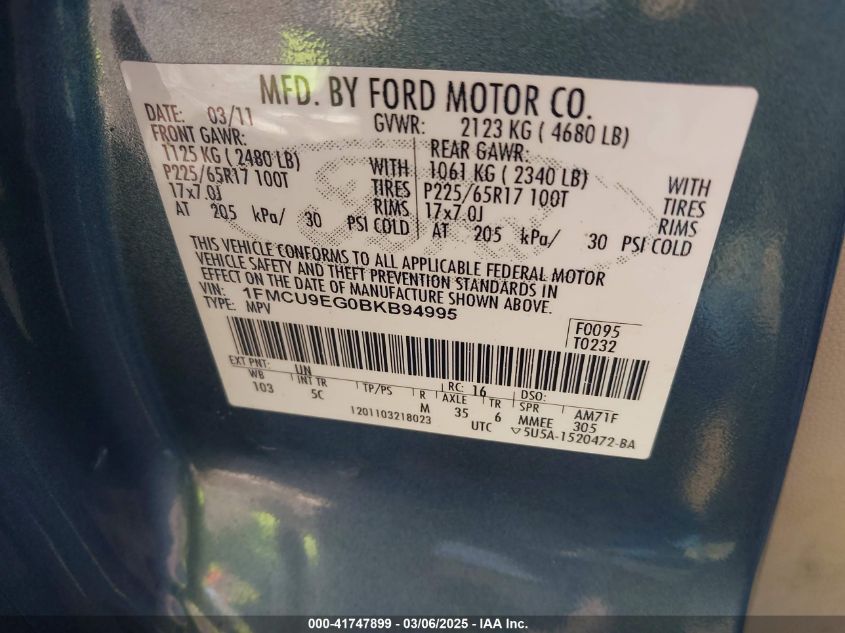 MFD. BY FORD MOTOR CO.
DATE: 03/11 GVWR: 2123 KG ( 4680 LB)
FRONT GAWR: REAR GAWR:
1125 KG ( 2480 LB) WITH 1061 KG ( 2340 LB) WITH
P225/65R17 100T TIRES P225/65R17 100T TIRES
17x7.0J RIMS 17x7.0J RIMS
AT 205 kPa/ 30 PSI COLD AT 205 kPa/ 30 PSI COLD
THIS VEHICLE CONFORMS TO ALL APPLICABLE FEDERAL MOTOR
VEHICLE SAFETY AND THEFT PREVENTION STANDARDS IN
EFFECT ON THE DATE OF MANUFACTURE SHOWN ABOVE.
VIN: 1FMCU9EG0BKB94995
TYPE: MPV
F0095
T0232
EXT PNT: UN RC: 16 DSO:
WB INT TR TP/PS R AXLE TR SPR AM71F
103 5C M 35 6 MMEE 305
1201103218023 UTC ▽5U5A-1520472-BA
000-41747899 - 03/06/2025 - IAA Inc.